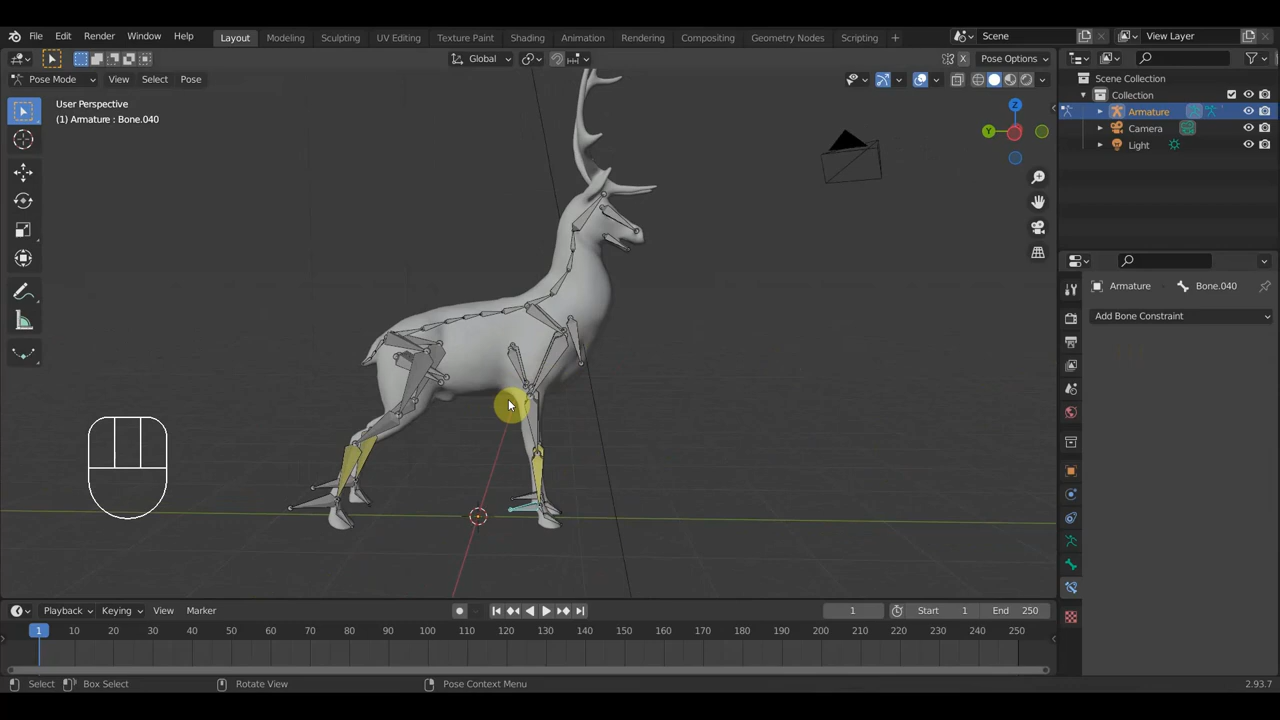 File Edit Render Window Help Layout Modeling Sculpting UV Editing Texture Paint Shading Animation Rendering Compositing Geometry Nodes Scripting + Scene View Layer
Global Pose Options
Pose Mode View Select Pose
User Perspective
(1) Armature : Bone.040
Z
Y
Scene Collection
Collection
Armature
Camera
Light
Armature Bone.040
Add Bone Constraint
Playback Keying View Marker 1 Start 1 End 250
1 10 20 30 40 50 60 70 80 90 100 110 120 130 140 150 160 170 180 190 200 210 220 230 240 250
Select Box Select Rotate View Pose Context Menu 2.93.7